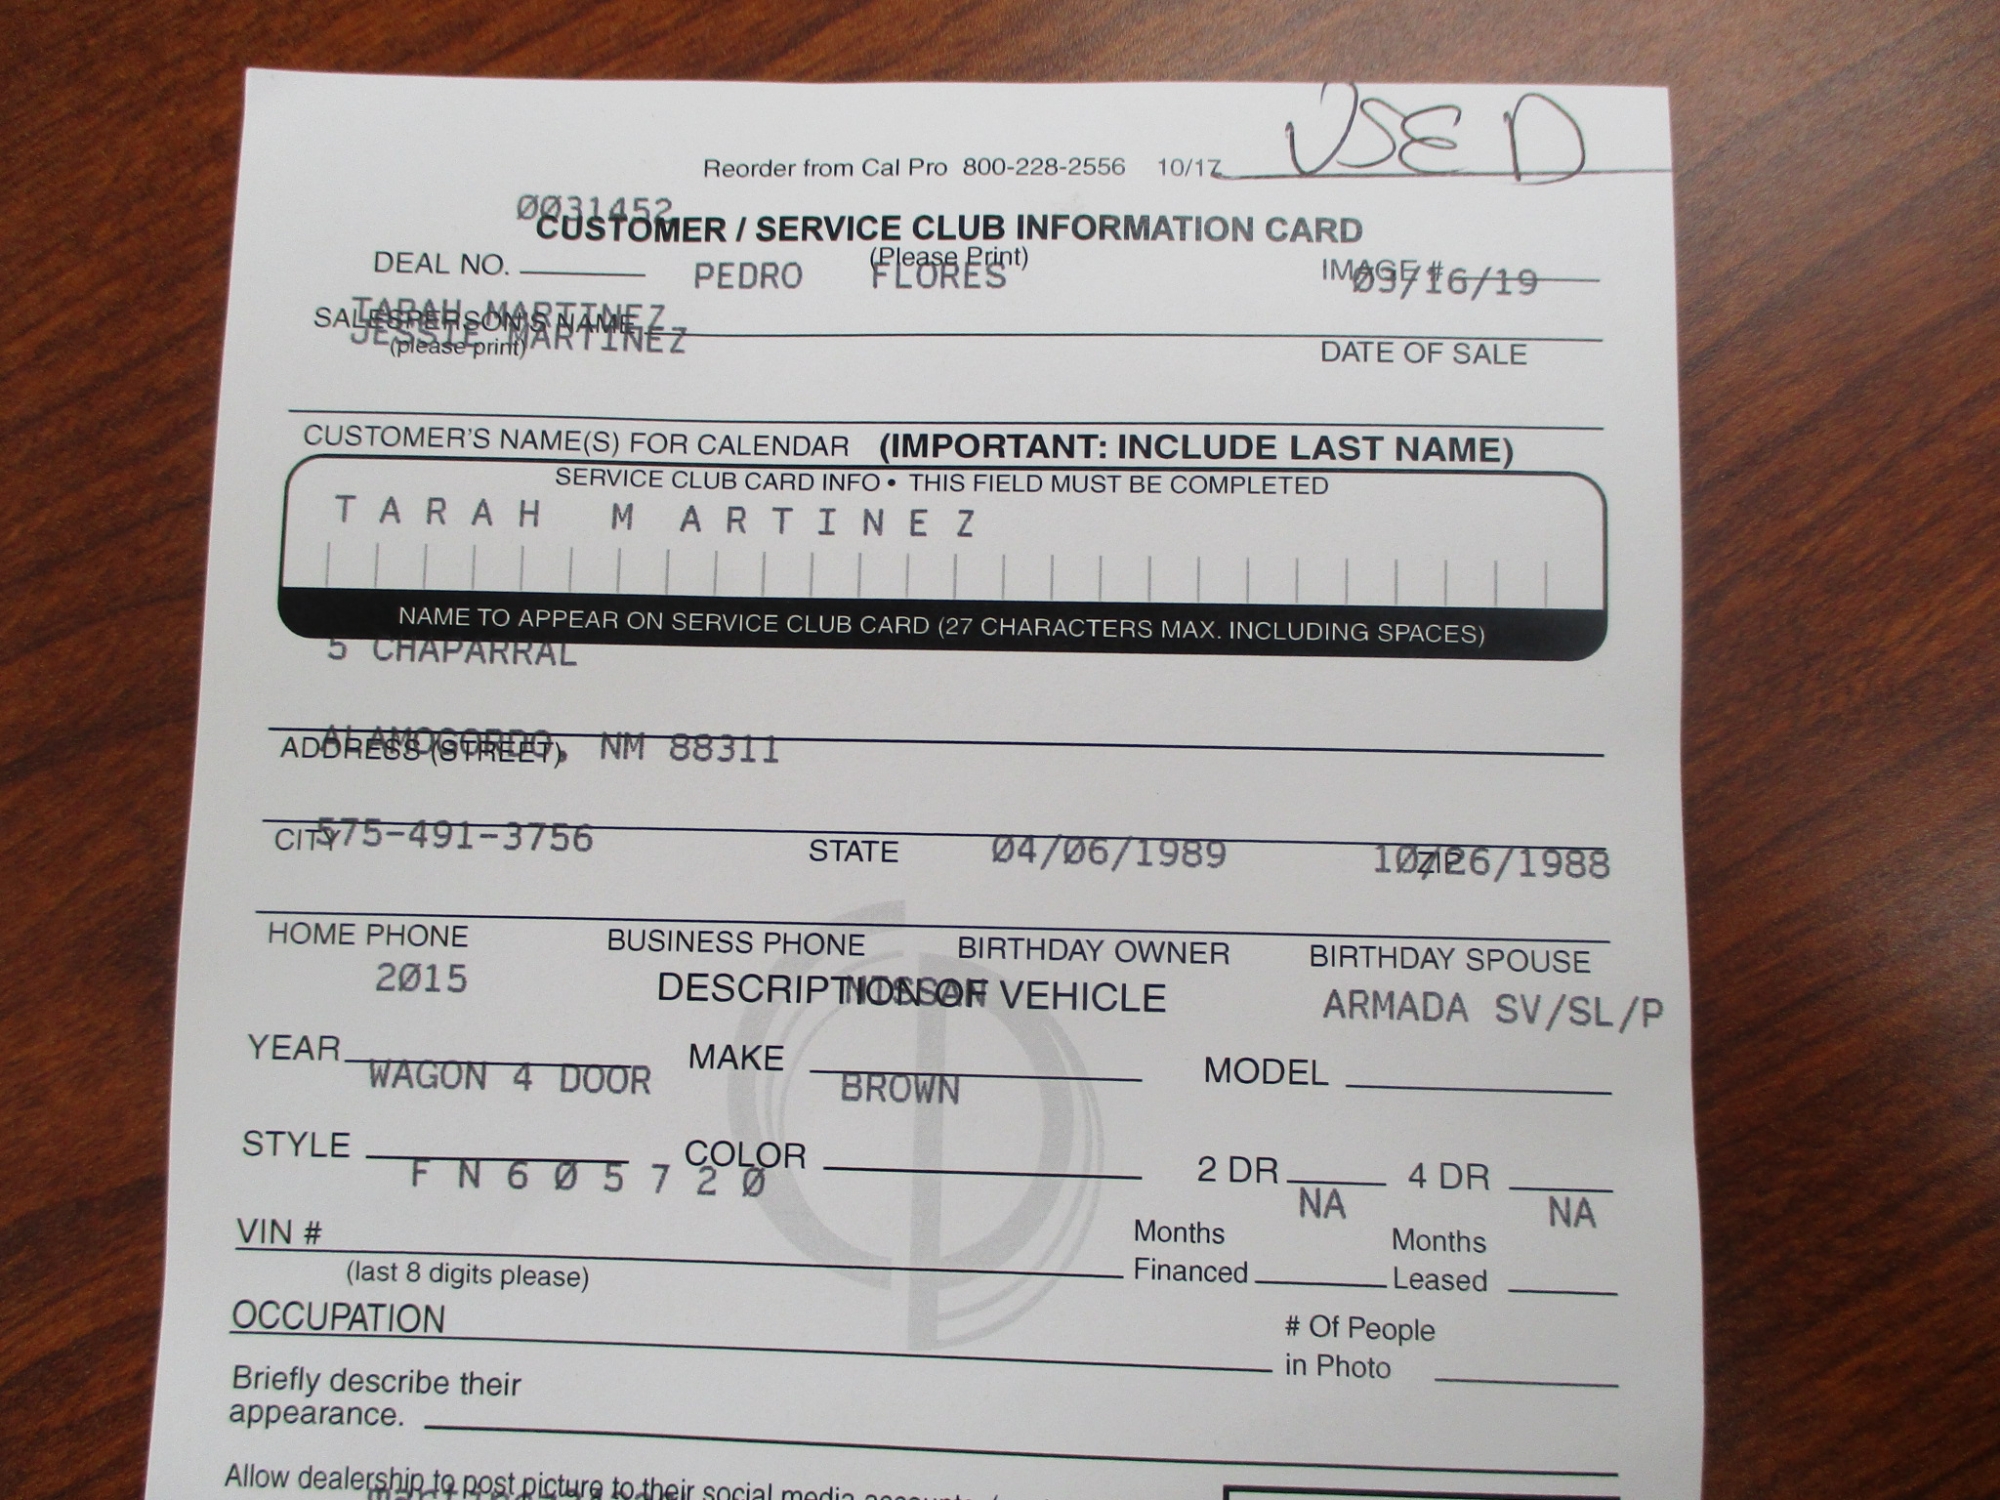 USED
Reorder from Cal Pro 800-228-2556 10/17
0031452
CUSTOMER / SERVICE CLUB INFORMATION CARD
(Please Print)
DEAL NO. PEDRO FLORES IMAGE # 03/16/19
TARAH MARTINEZ
SALESPERSON'S NAME
JESSIE MARTINEZ
(please print) DATE OF SALE
CUSTOMER'S NAME(S) FOR CALENDAR (IMPORTANT: INCLUDE LAST NAME)
SERVICE CLUB CARD INFO • THIS FIELD MUST BE COMPLETED
TARAH MARTINEZ
NAME TO APPEAR ON SERVICE CLUB CARD (27 CHARACTERS MAX. INCLUDING SPACES)
5 CHAPARRAL
ALAMOGORDO, NM 88311
ADDRESS (STREET)
575-491-3756 04/06/1989 10/26/1988
CITY STATE ZIP
HOME PHONE BUSINESS PHONE BIRTHDAY OWNER BIRTHDAY SPOUSE
2015 NISSAN ARMADA SV/SL/P
DESCRIPTION OF VEHICLE
YEAR MAKE MODEL
WAGON 4 DOOR BROWN
STYLE COLOR 2 DR 4 DR
FN605720 NA NA
VIN # Months Financed Months Leased
(last 8 digits please)
OCCUPATION # Of People in Photo
Briefly describe their
appearance.
Allow dealership to post picture to their social media